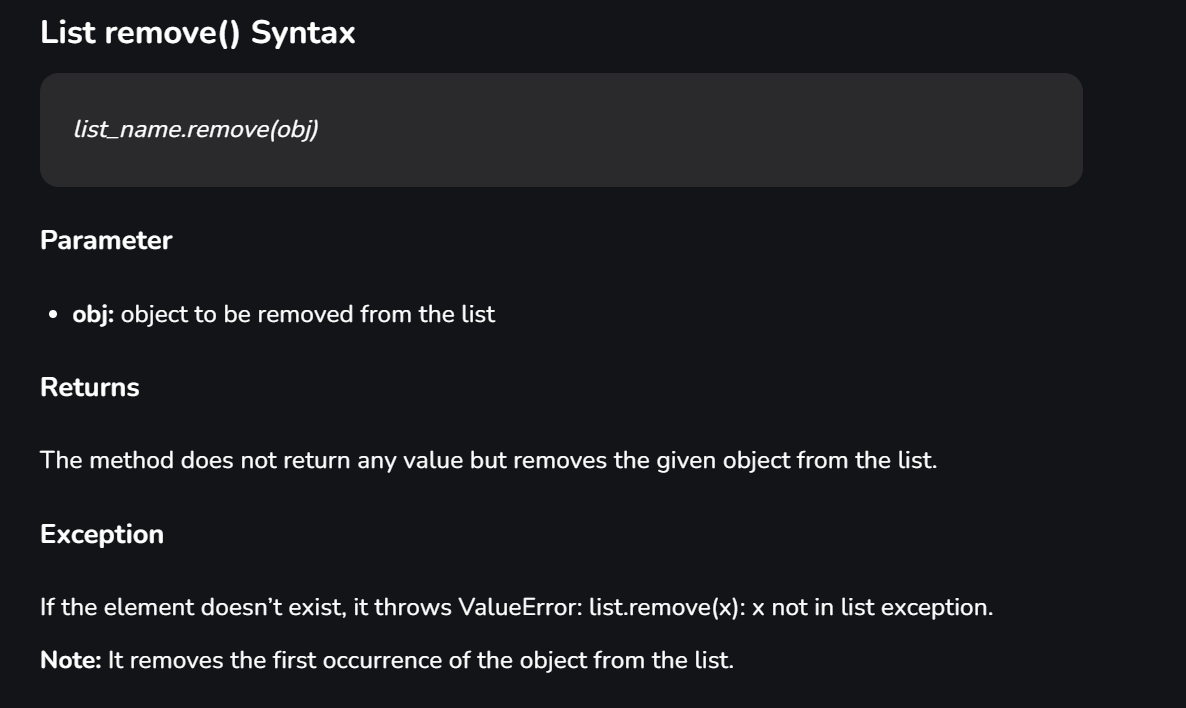 List remove() Syntax
list_name.remove(obj)
Parameter
• obj: object to be removed from the list
Returns
The method does not return any value but removes the given object from the list.
Exception
If the element doesn’t exist, it throws ValueError: list.remove(x): x not in list exception.
Note: It removes the first occurrence of the object from the list.